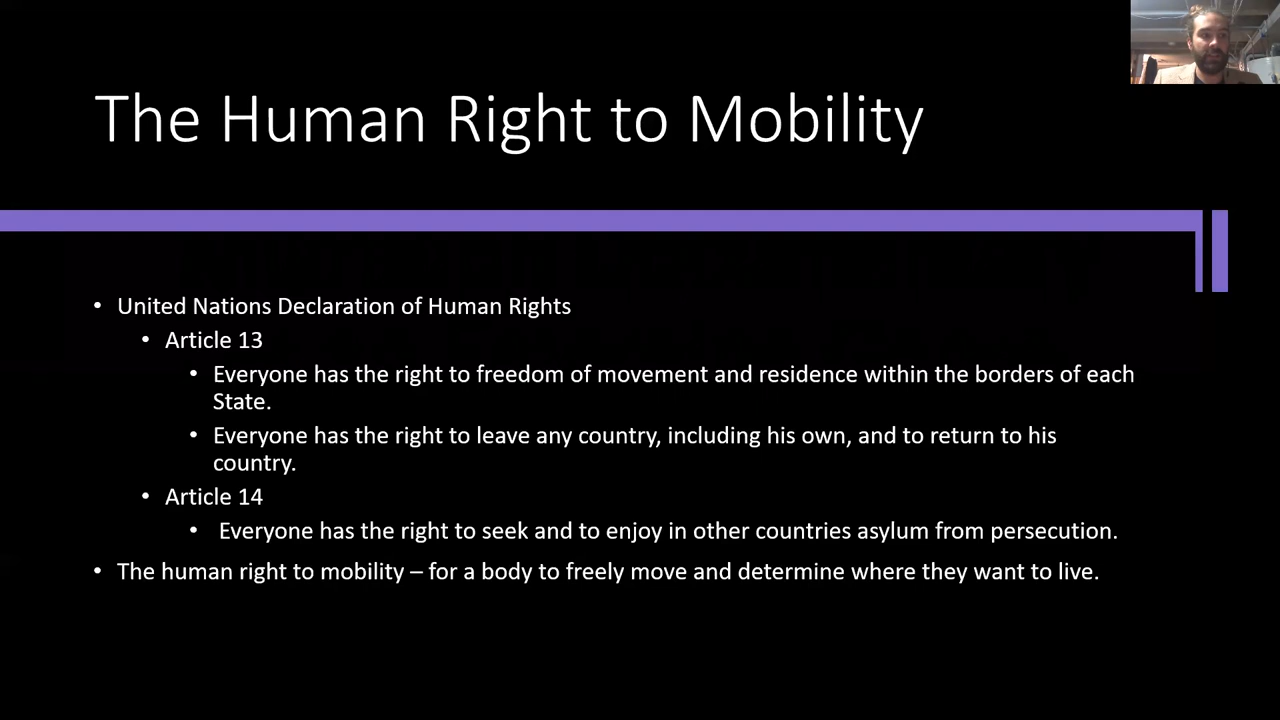 The Human Right to Mobility
• United Nations Declaration of Human Rights
• Article 13
• Everyone has the right to freedom of movement and residence within the borders of each
State.
• Everyone has the right to leave any country, including his own, and to return to his
country.
• Article 14
• Everyone has the right to seek and to enjoy in other countries asylum from persecution.
• The human right to mobility – for a body to freely move and determine where they want to live.